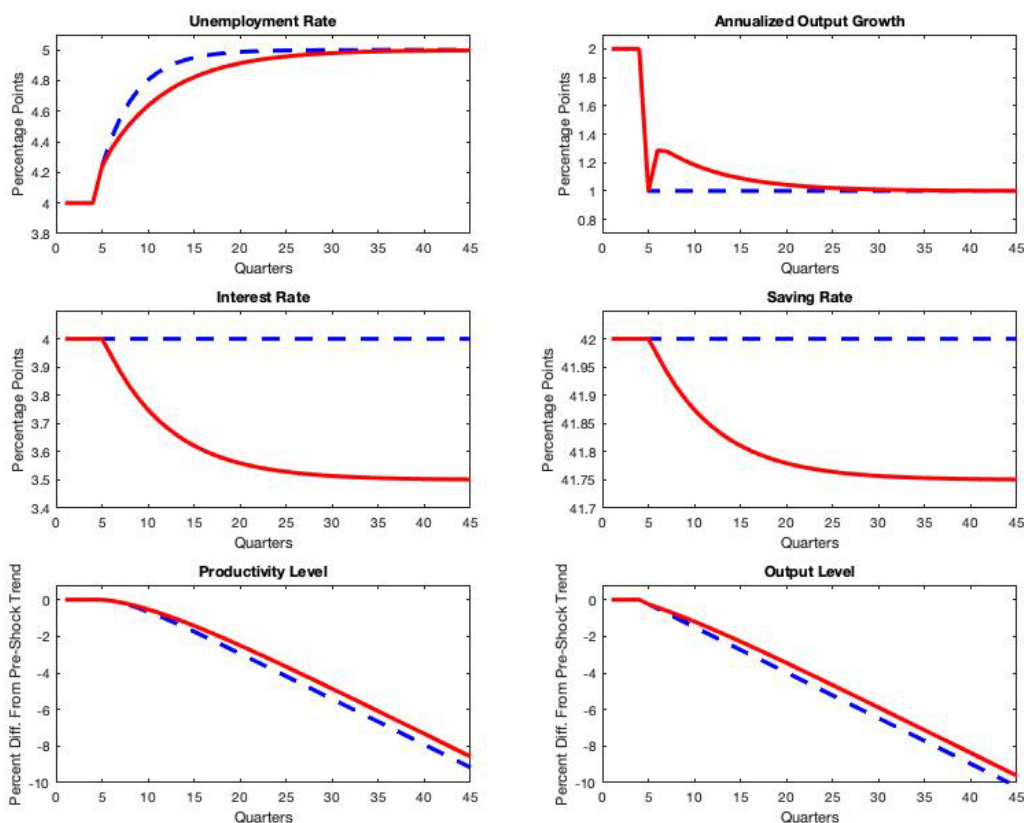 Unemployment Rate
Percentage Points
5
4.8
4.6
4.4
4.2
4
3.8
0 5 10 15 20 25 30 35 40 45
Quarters
Annualized Output Growth
Percentage Points
2
1.8
1.6
1.4
1.2
1
0.8
0 5 10 15 20 25 30 35 40 45
Quarters
Interest Rate
Percentage Points
4
3.9
3.8
3.7
3.6
3.5
3.4
0 5 10 15 20 25 30 35 40 45
Quarters
Saving Rate
Percentage Points
42
41.95
41.9
41.85
41.8
41.75
41.7
0 5 10 15 20 25 30 35 40 45
Quarters
Productivity Level
Percent Diff. From Pre-Shock Trend
0
-2
-4
-6
-8
-10
0 5 10 15 20 25 30 35 40 45
Quarters
Output Level
Percent Diff. From Pre-Shock Trend
0
-2
-4
-6
-8
-10
0 5 10 15 20 25 30 35 40 45
Quarters